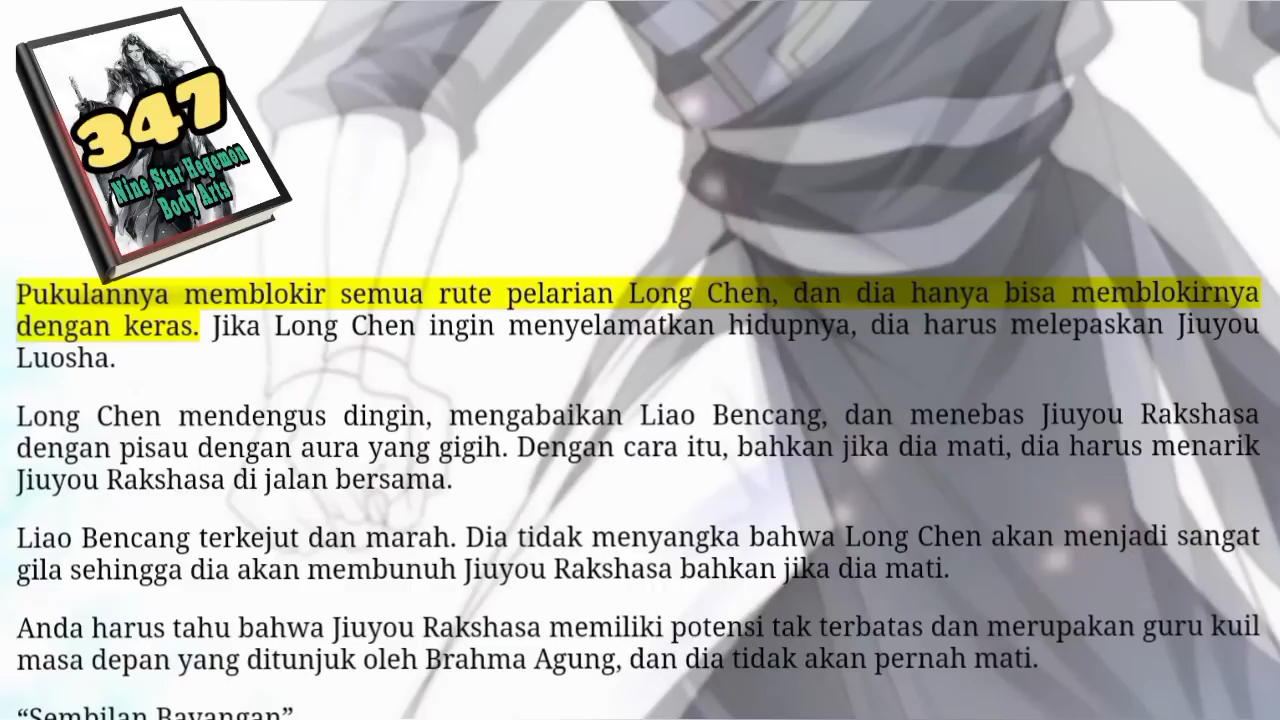 347
Nine Star Hegemon
Body Arts
Pukulannya memblokir semua rute pelarian Long Chen, dan dia hanya bisa memblokirnya
dengan keras. Jika Long Chen ingin menyelamatkan hidupnya, dia harus melepaskan Jiuyou
Luosha.
Long Chen mendengus dingin, mengabaikan Liao Bencang, dan menebas Jiuyou Rakshasa
dengan pisau dengan aura yang gigih. Dengan cara itu, bahkan jika dia mati, dia harus menarik
Jiuyou Rakshasa di jalan bersama.
Liao Bencang terkejut dan marah. Dia tidak menyangka bahwa Long Chen akan menjadi sangat
gila sehingga dia akan membunuh Jiuyou Rakshasa bahkan jika dia mati.
Anda harus tahu bahwa Jiuyou Rakshasa memiliki potensi tak terbatas dan merupakan guru kuil
masa depan yang ditunjuk oleh Brahma Agung, dan dia tidak akan pernah mati.
“Sembilan Bayangan”